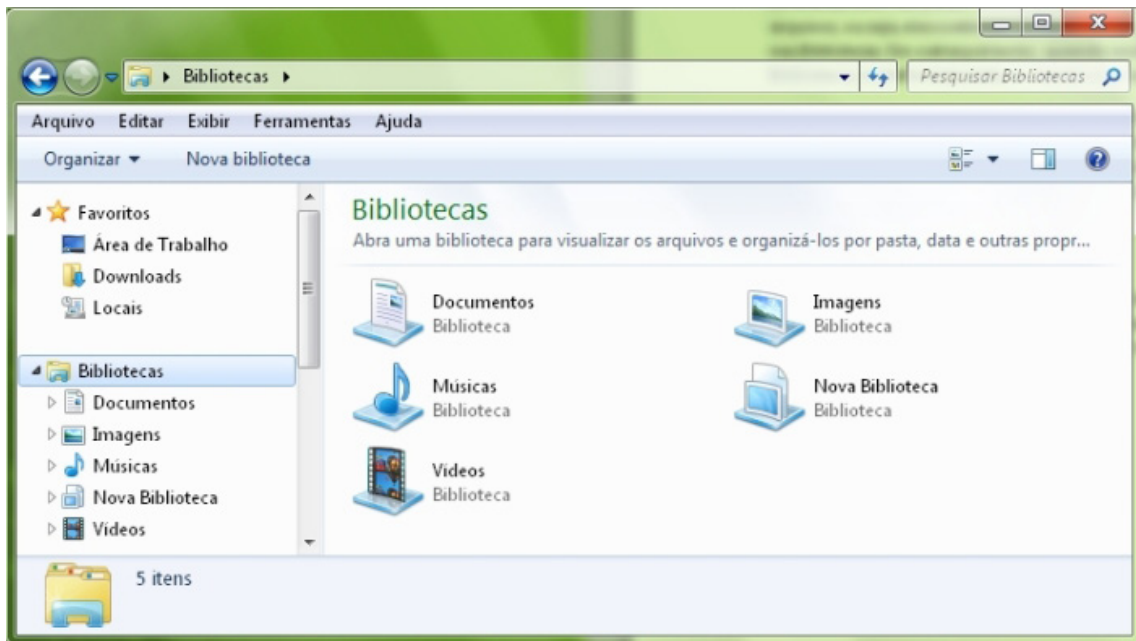 Bibliotecas
Pesquisar Bibliotecas
Arquivo Editar Exibir Ferramentas Ajuda
Organizar Nova biblioteca
Favoritos
Área de Trabalho
Downloads
Locais
Bibliotecas
Documentos
Imagens
Músicas
Nova Biblioteca
Vídeos
Bibliotecas
Abra uma biblioteca para visualizar os arquivos e organizá-los por pasta, data e outras propr...
Documentos
Biblioteca
Imagens
Biblioteca
Músicas
Biblioteca
Nova Biblioteca
Biblioteca
Vídeos
Biblioteca
5 itens